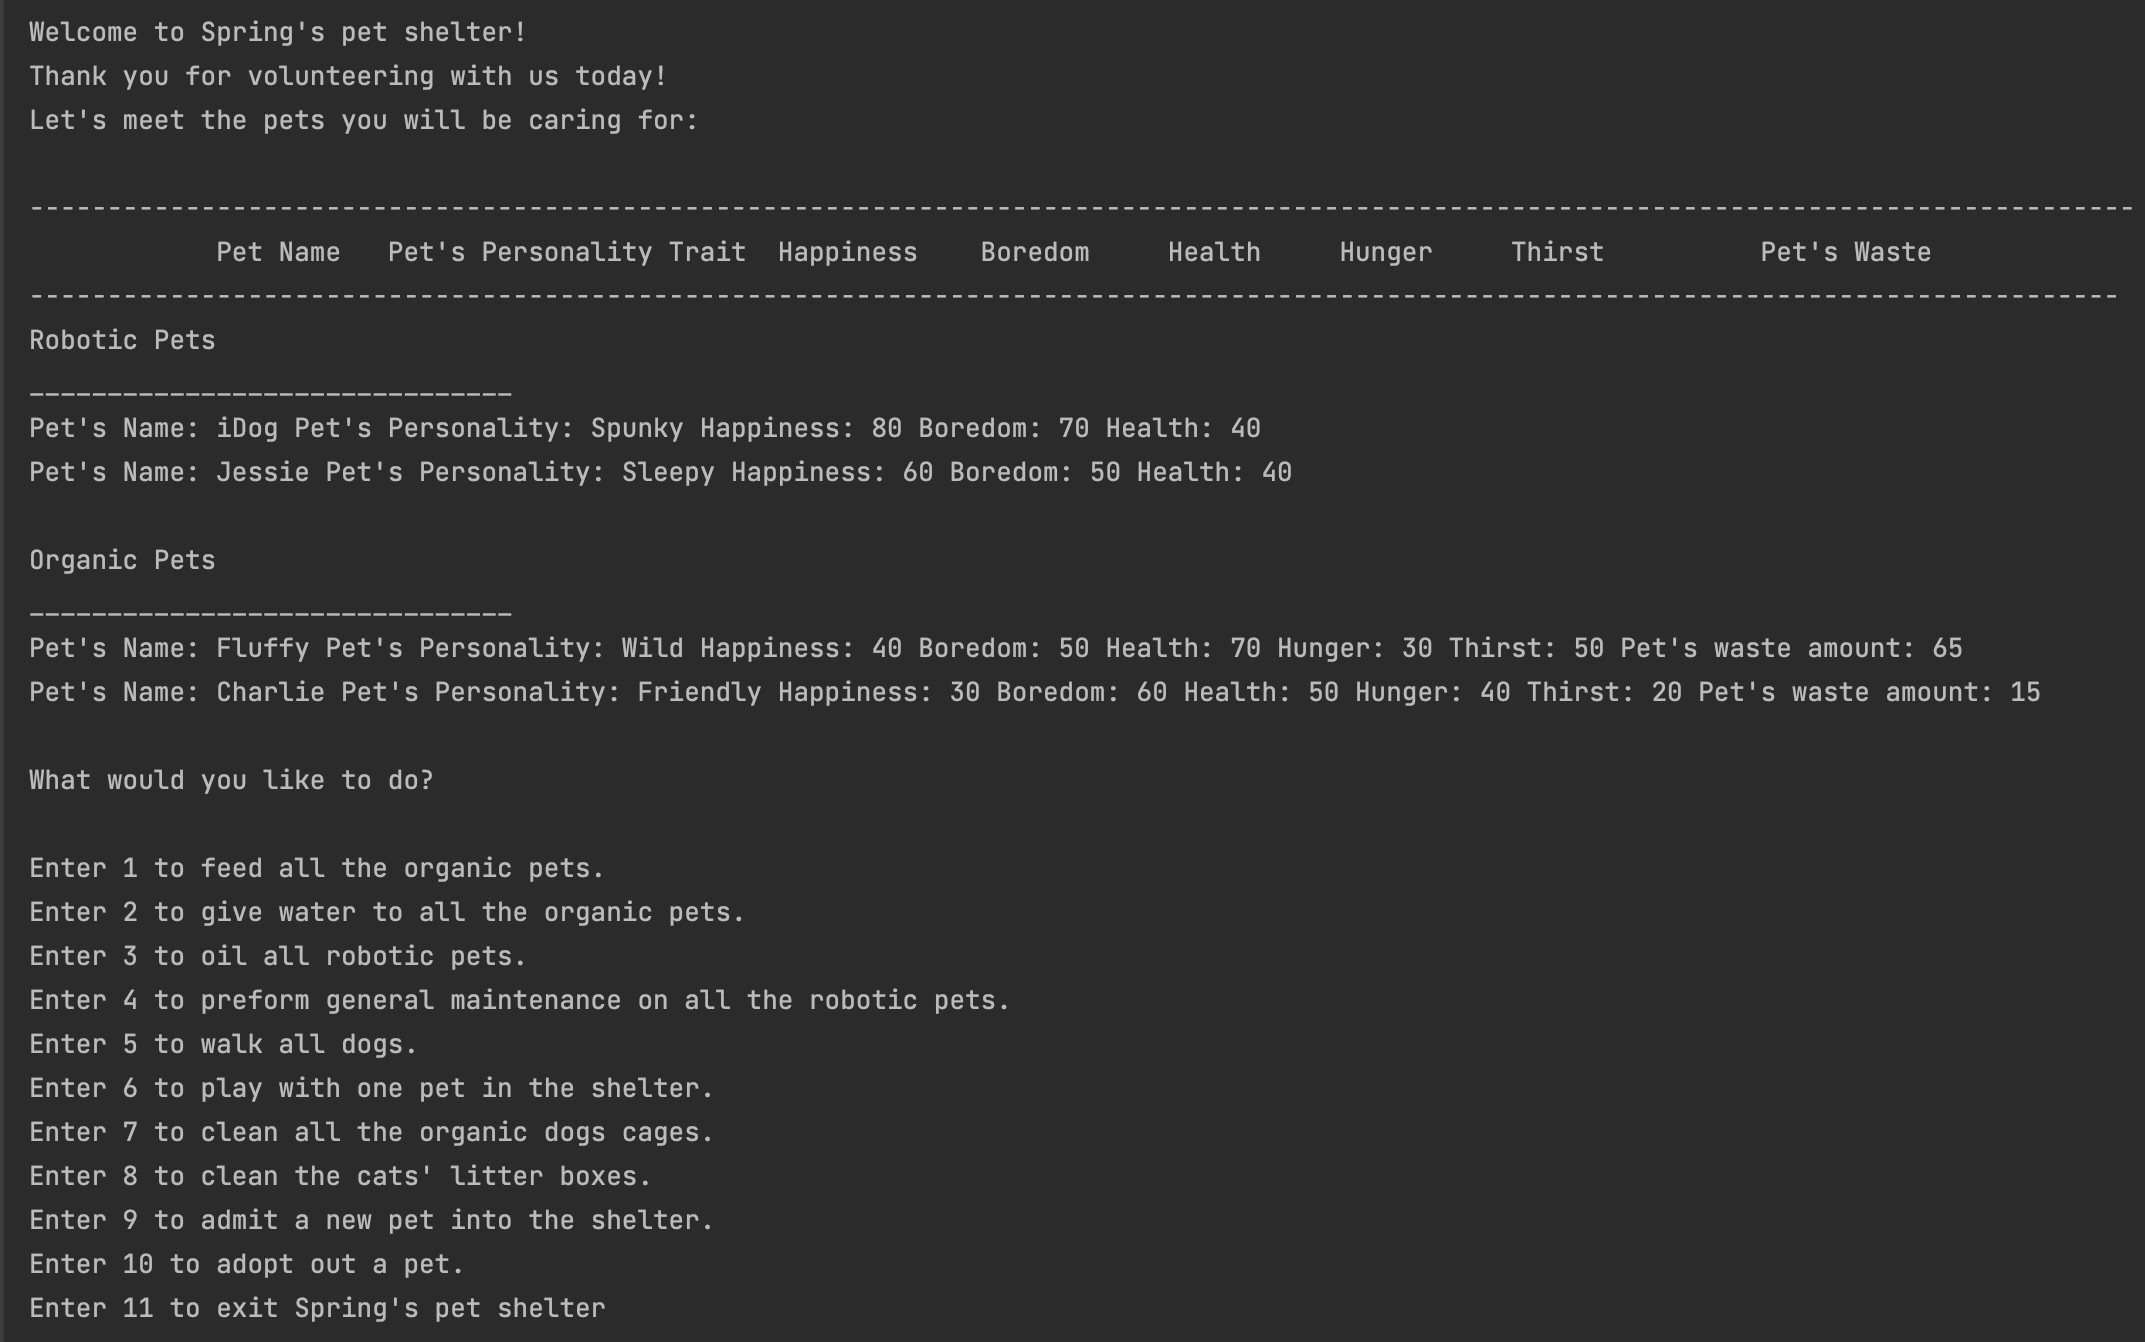 Welcome to Spring's pet shelter!
Thank you for volunteering with us today!
Let's meet the pets you will be caring for:
---------------------------------------------------------------------------------------------------------------------------------------
Pet Name   Pet's Personality Trait  Happiness    Boredom     Health     Hunger     Thirst          Pet's Waste
--------------------------------------------------------------------------------------------------------------------------------------
Robotic Pets
_______________________________
Pet's Name: iDog Pet's Personality: Spunky Happiness: 80 Boredom: 70 Health: 40
Pet's Name: Jessie Pet's Personality: Sleepy Happiness: 60 Boredom: 50 Health: 40
Organic Pets
_______________________________
Pet's Name: Fluffy Pet's Personality: Wild Happiness: 40 Boredom: 50 Health: 70 Hunger: 30 Thirst: 50 Pet's waste amount: 65
Pet's Name: Charlie Pet's Personality: Friendly Happiness: 30 Boredom: 60 Health: 50 Hunger: 40 Thirst: 20 Pet's waste amount: 15
What would you like to do?
Enter 1 to feed all the organic pets.
Enter 2 to give water to all the organic pets.
Enter 3 to oil all robotic pets.
Enter 4 to preform general maintenance on all the robotic pets.
Enter 5 to walk all dogs.
Enter 6 to play with one pet in the shelter.
Enter 7 to clean all the organic dogs cages.
Enter 8 to clean the cats' litter boxes.
Enter 9 to admit a new pet into the shelter.
Enter 10 to adopt out a pet.
Enter 11 to exit Spring's pet shelter